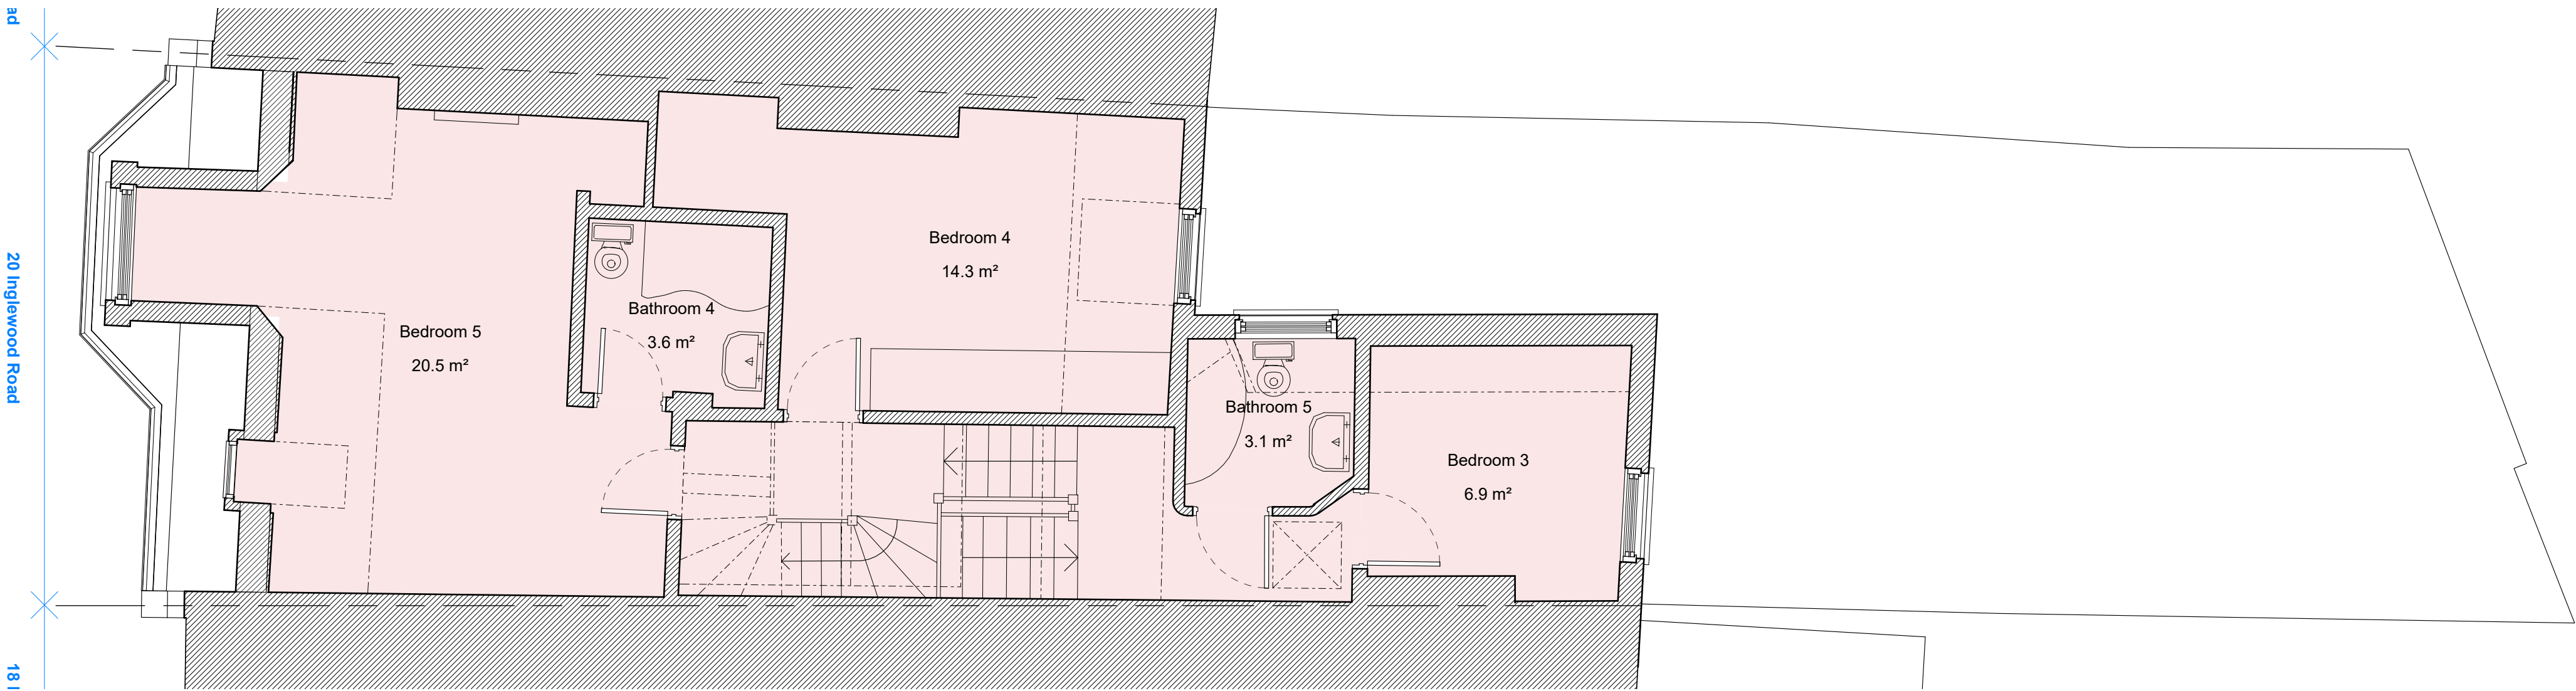 ad
20 Inglewood Road
18
Bedroom 5
20.5 m²
Bathroom 4
3.6 m²
Bedroom 4
14.3 m²
Bathroom 5
3.1 m²
Bedroom 3
6.9 m²